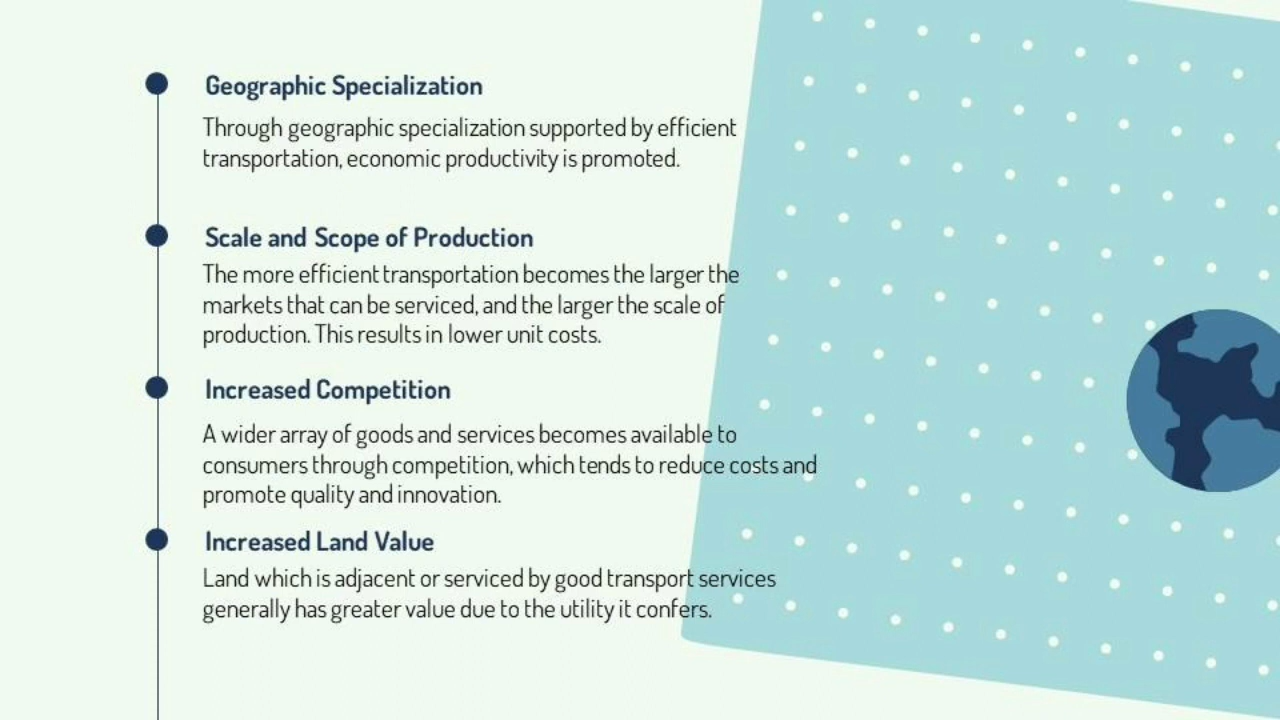 Geographic Specialization
Through geographic specialization supported by efficient
transportation, economic productivity is promoted.
Scale and Scope of Production
The more efficient transportation becomes the larger the
markets that can be serviced, and the larger the scale of
production. This results in lower unit costs.
Increased Competition
A wider array of goods and services becomes available to
consumers through competition, which tends to reduce costs and
promote quality and innovation.
Increased Land Value
Land which is adjacent or serviced by good transport services
generally has greater value due to the utility it confers.